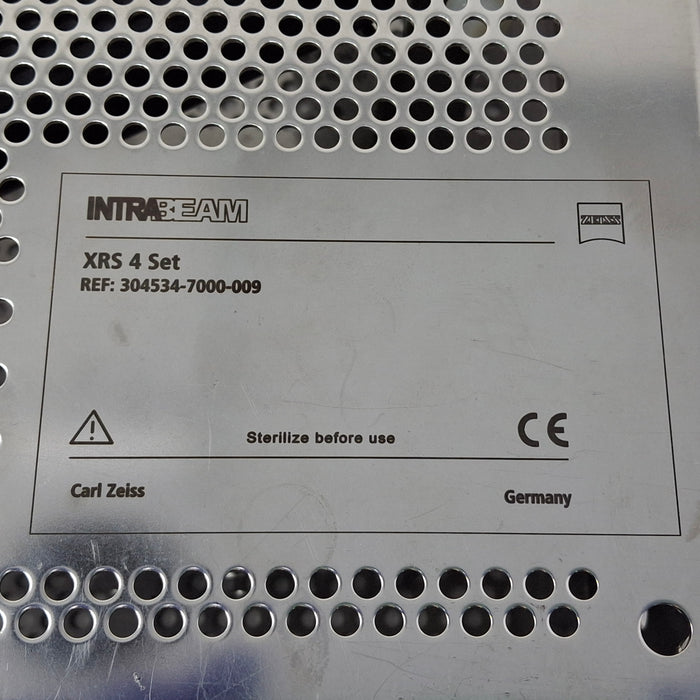 INTRABEAM
ZEISS
XRS 4 Set
REF: 304534-7000-009
Sterilize before use
CE
Carl Zeiss
Germany